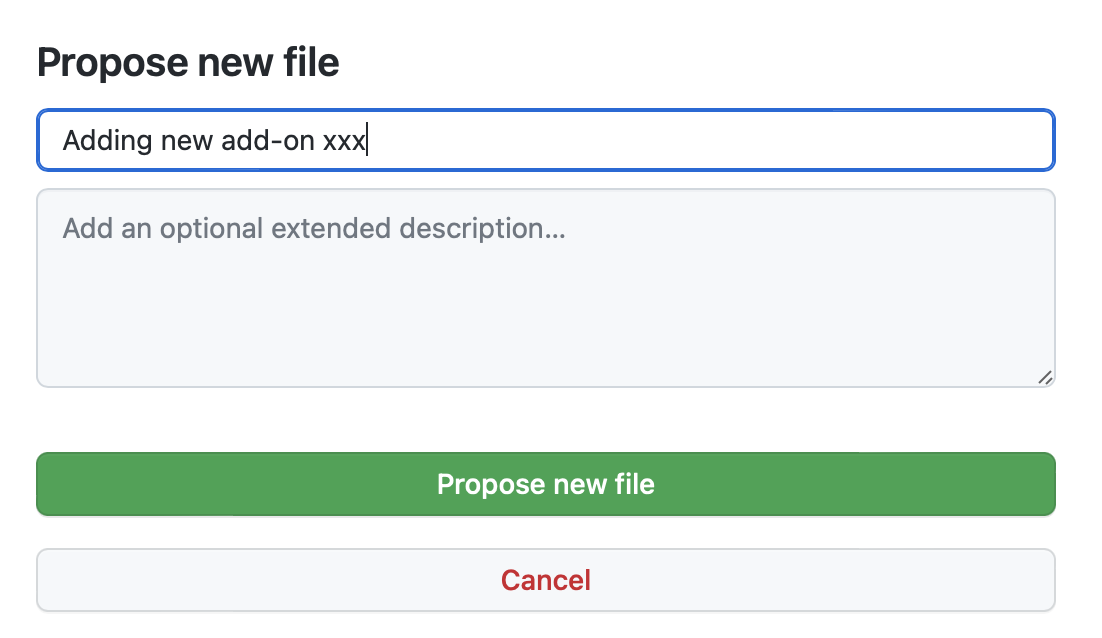 Propose new file
Adding new add-on xxx
Add an optional extended description...
Propose new file
Cancel